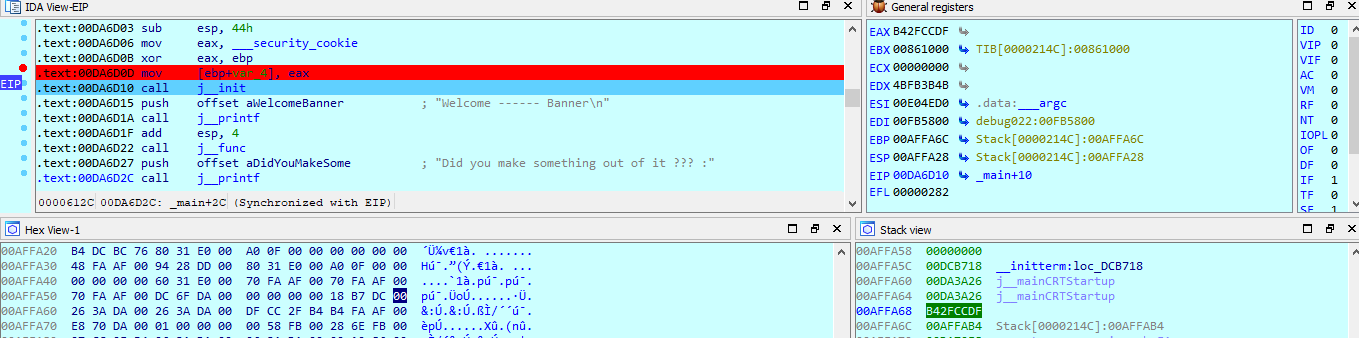 IDA View-EIP
.text:00DA6D03 sub esp, 44h
.text:00DA6D06 mov eax, ___security_cookie
.text:00DA6D0B xor eax, ebp
.text:00DA6D0D mov [ebp+var_4], eax
EIP .text:00DA6D10 call j__init
.text:00DA6D15 push offset aWelcomeBanner ; "Welcome ------ Banner\n"
.text:00DA6D1A call j__printf
.text:00DA6D1F add esp, 4
.text:00DA6D22 call j__func
.text:00DA6D27 push offset aDidYouMakeSome ; "Did you make something out of it ??? :"
.text:00DA6D2C call j__printf
0000612C 00DA6D2C: _main+2C (Synchronized with EIP)
General registers
EAX B42FCCDF
EBX 00861000 TIB[0000214C]:00861000
ECX 00000000
EDX 4BFB3B4B
ESI 00E04ED0 .data:___argc
EDI 00FB5800 debug022:00FB5800
EBP 00AFFA6C Stack[0000214C]:00AFFA6C
ESP 00AFFA28 Stack[0000214C]:00AFFA28
EIP 00DA6D10 _main+10
EFL 00000282
ID 0
VIP 0
VIF 0
AC 0
VM 0
RF 0
NT 0
IOPL 0
OF 0
DF 0
IF 1
TF 0
SF 1
Hex View-1
00AFFA20 B4 DC BC 76 80 31 E0 00 A0 0F 00 00 00 00 00 00 ´Ü¼v€1à. .......
00AFFA30 48 FA AF 00 94 28 DD 00 80 31 E0 00 A0 0F 00 00 Hú¯.”(Ý.€1à. ...
00AFFA40 00 00 00 00 60 31 E0 00 70 FA AF 00 70 FA AF 00 ....`1à.pú¯.pú¯.
00AFFA50 70 FA AF 00 DC 6F DA 00 00 00 00 00 18 B7 DC 00 pú¯.ÜoÚ......·Ü.
00AFFA60 26 3A DA 00 26 3A DA 00 DF CC 2F B4 B4 FA AF 00 &:Ú.&:Ú.ßÌ/´´ú¯.
00AFFA70 E8 70 DA 00 01 00 00 00 00 58 FB 00 28 6E FB 00 èpÚ......Xû.(nû.
Stack view
00AFFA58 00000000
00AFFA5C 00DCB718 __initterm:loc_DCB718
00AFFA60 00DA3A26 j__mainCRTStartup
00AFFA64 00DA3A26 j__mainCRTStartup
00AFFA68 B42FCCDF
00AFFA6C 00AFFAB4 Stack[0000214C]:00AFFAB4